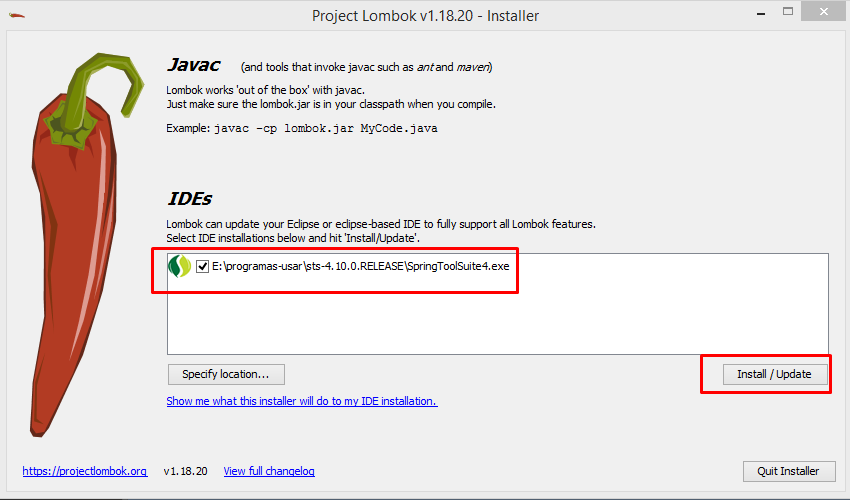 Project Lombok v1.18.20 - Installer
Javac (and tools that invoke javac such as ant and maven)
Lombok works 'out of the box' with javac.
Just make sure the lombok.jar is in your classpath when you compile.
Example: javac -cp lombok.jar MyCode.java
IDEs
Lombok can update your Eclipse or eclipse-based IDE to fully support all Lombok features.
Select IDE installations below and hit 'Install/Update'.
E:\programas-usar\sts-4.10.0.RELEASE\SpringToolSuite4.exe
Specify location... Install / Update
Show me what this installer will do to my IDE installation.
https://projectlombok.org v1.18.20 View full changelog Quit Installer